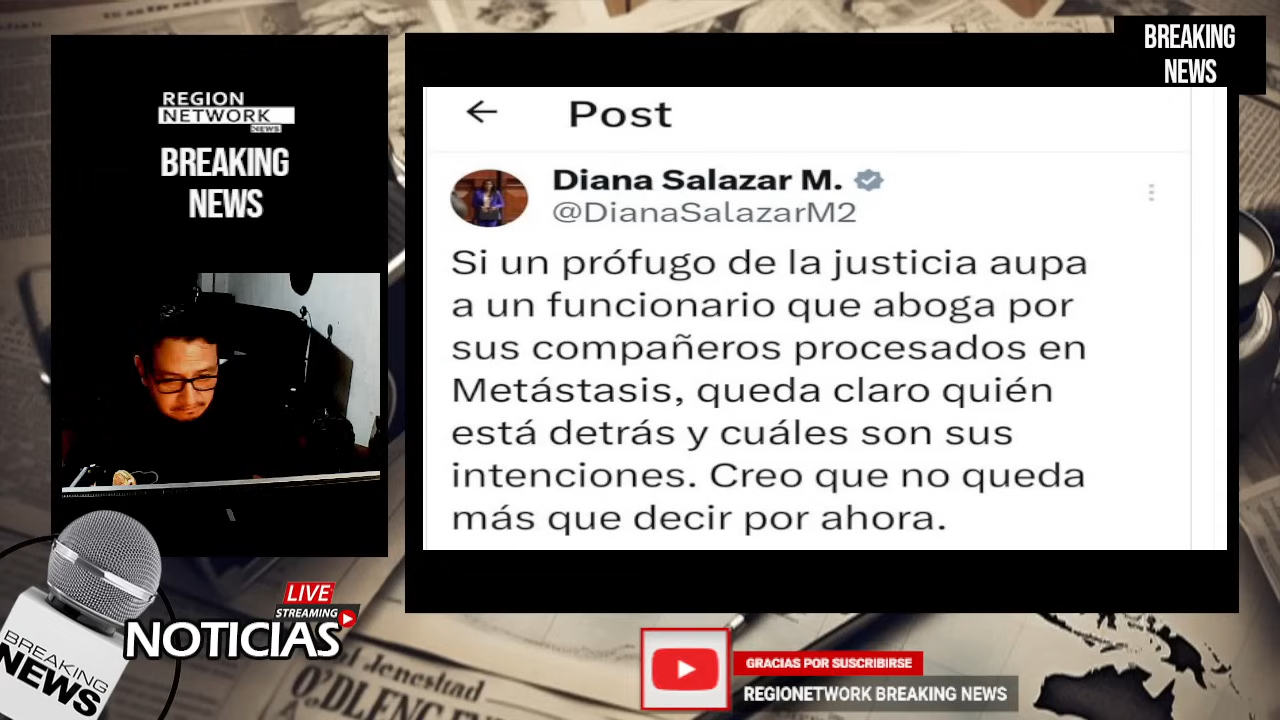 BREAKING
NEWS
REGION
NETWORK
NEWS
BREAKING
NEWS
Post
Diana Salazar M.
@DianaSalazarM2
Si un prófugo de la justicia aupa
a un funcionario que aboga por
sus compañeros procesados en
Metástasis, queda claro quién
está detrás y cuáles son sus
intenciones. Creo que no queda
más que decir por ahora.
LIVE
STREAMING
NOTICIAS
BREAKING
NEWS
GRACIAS POR SUSCRIBIRSE
REGIONETWORK BREAKING NEWS